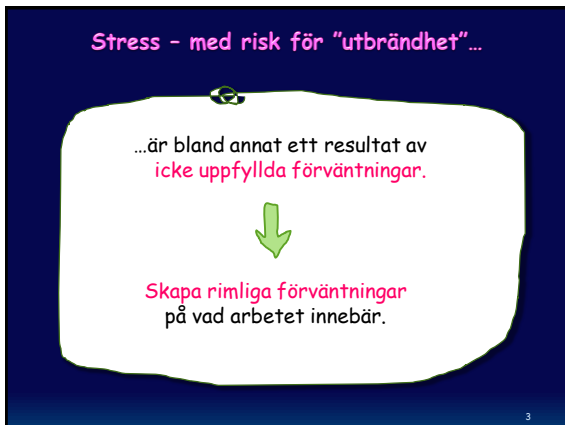 Stress – med risk för ”utbrändhet”…
…är bland annat ett resultat av
icke uppfyllda förväntningar.
Skapa rimliga förväntningar
på vad arbetet innebär.
3